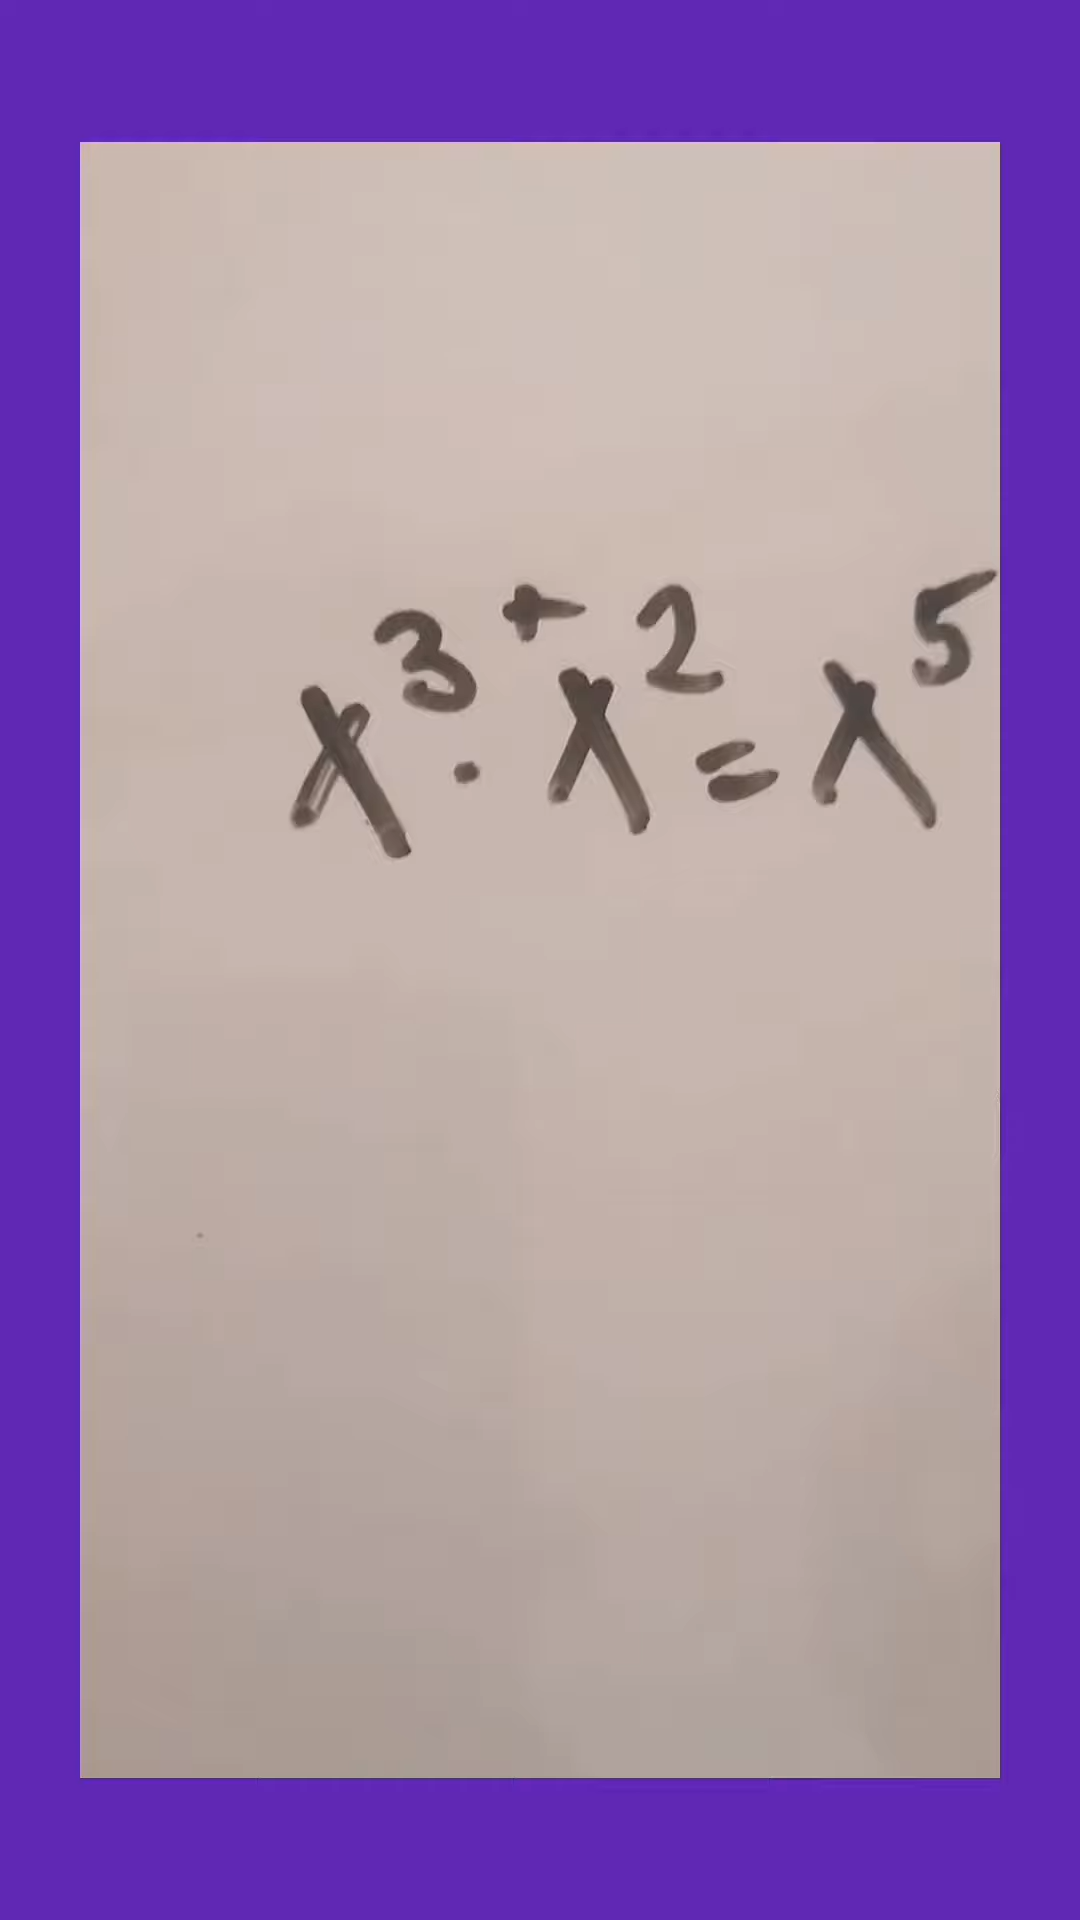 x³ + · x² = x⁵